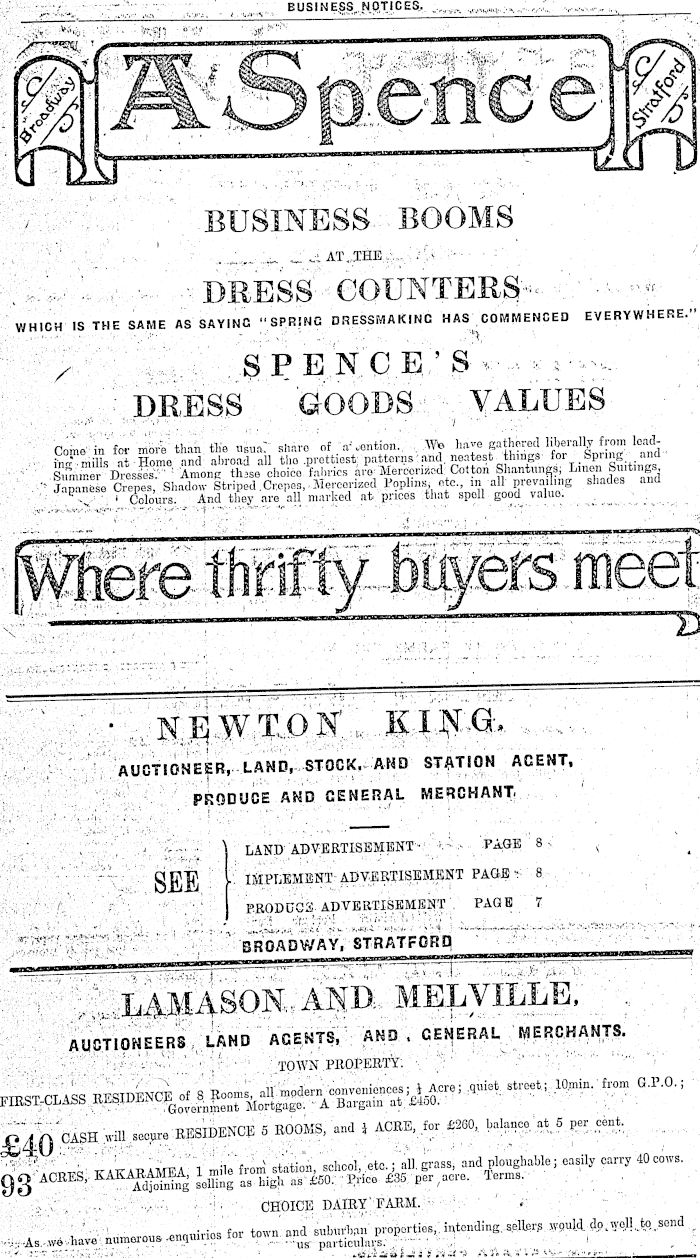 BUSINESS NOTICES.
Broadway
A Spence
Stratford
BUSINESS BOOMS
AT THE
DRESS COUNTERS
WHICH IS THE SAME AS SAYING "SPRING DRESSMAKING HAS COMMENCED EVERYWHERE."
SPENCE'S
DRESS GOODS VALUES
Come in for more than the usua. share of a ention. We have gathered liberally from lead-
ing mills at Home and abroad all the prettiest patterns and neatest things for Spring and
Summer Dresses. Among these choice fabrics are Mercerized Cotton Shantungs, Linen Suitings,
Japanese Crepes, Shadow Striped Crepes, Mercerized Poplins, etc., in all prevailing shades and
Colours. And they are all marked at prices that spell good value.
Where thrifty buyers meet
NEWTON KING.
AUCTIONEER, LAND, STOCK, AND STATION AGENT,
PRODUCE AND GENERAL MERCHANT.
SEE
LAND ADVERTISEMENT PAGE 8
IMPLEMENT ADVERTISEMENT PAGE 8
PRODUCE ADVERTISEMENT PAGE 7
BROADWAY, STRATFORD
LAMASON AND MELVILLE,
AUCTIONEERS LAND AGENTS, AND GENERAL MERCHANTS.
TOWN PROPERTY.
FIRST-CLASS RESIDENCE of 8 Rooms, all modern conveniences; Acre; quiet street; 10min. from G.P.O.;
Government Mortgage. A Bargain at £450.
£40 CASH will secure RESIDENCE 5 ROOMS, and ¼ ACRE, for £260, balance at 5 per cent.
93 ACRES, KAKARAMEA, 1 mile from station, school, etc.; all grass, and ploughable; easily carry 40 cows.
Adjoining selling as high as £50. Price £35 per acre. Terms.
CHOICE DAIRY FARM.
As we have numerous enquiries for town and suburban properties, intending sellers would do well to send
us particulars.